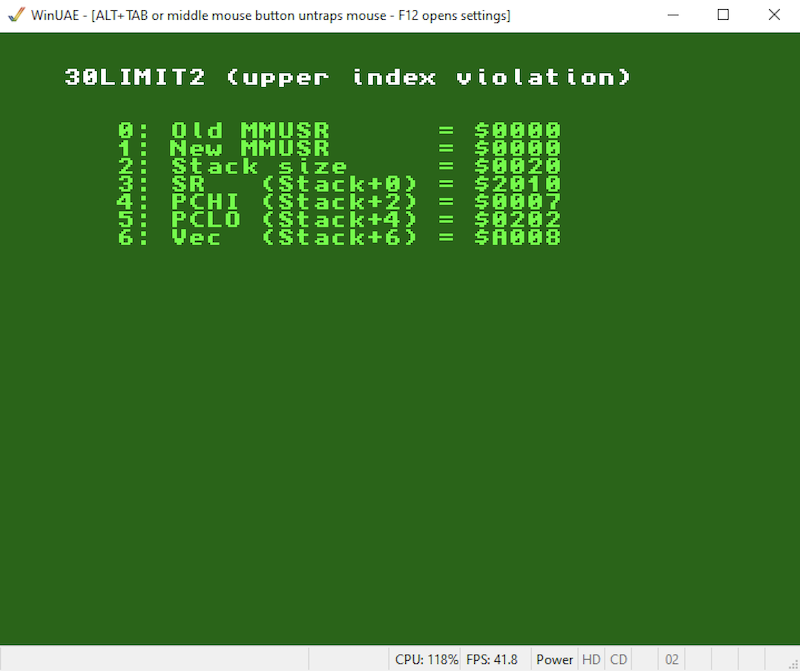 WinUAE - [ALT+TAB or middle mouse button untraps mouse - F12 opens settings]
30LIMIT2 (upper index violation)
0: Old MMUSR = $0000
1: New MMUSR = $0000
2: Stack size = $0020
3: SR (Stack+0) = $2010
4: PCHI (Stack+2) = $0007
5: PCLO (Stack+4) = $0202
6: Vec (Stack+6) = $A008
CPU: 118% FPS: 41.8 Power HD CD 02